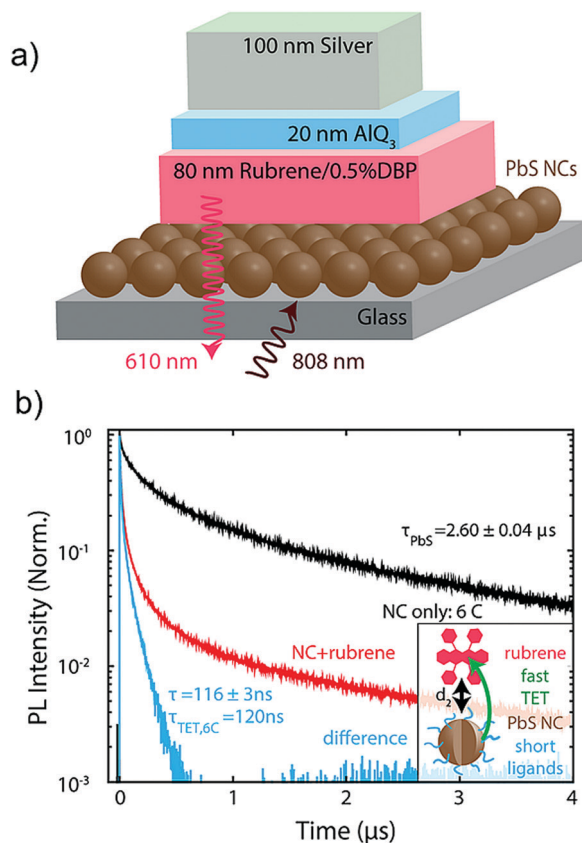 a)
100 nm Silver
20 nm AlQ₃
80 nm Rubrene/0.5%DBP
PbS NCs
Glass
610 nm
808 nm
b)
PL Intensity (Norm.)
10⁰
10⁻¹
10⁻²
10⁻³
τPbS=2.60 ± 0.04 µs
NC only: 6 C
NC+rubrene
τ=116 ± 3ns
τTET,6C=120ns
difference
rubrene
fast
TET
d₂
PbS NC
short
ligands
0 1 2 3 4
Time (µs)